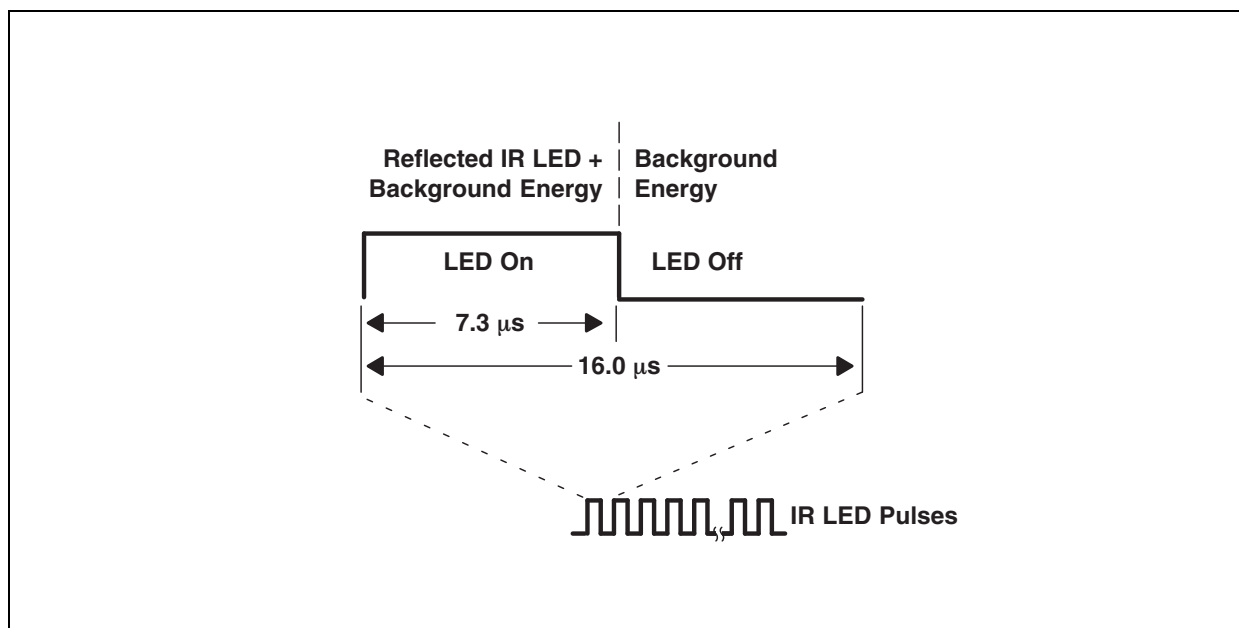 Reflected IR LED +
Background Energy
Background
Energy
LED On
LED Off
7.3 μs
16.0 μs
IR LED Pulses